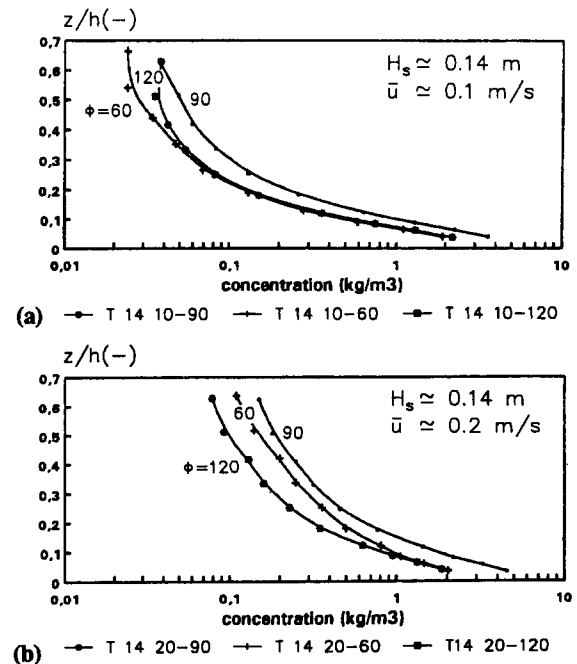 z/h(-)
0,7
0,6
0,5
0,4
0,3
0,2
0,1
0
120
90
ϕ=60
Hs ≃ 0.14 m
ū ≃ 0.1 m/s
0,01 0,1 1 10
concentration (kg/m3)
(a) T 14 10-90 T 14 10-60 T 14 10-120
z/h(-)
0,7
0,6
0,5
0,4
0,3
0,2
0,1
0
60
90
ϕ=120
Hs ≃ 0.14 m
ū ≃ 0.2 m/s
0,01 0,1 1 10
concentration (kg/m3)
(b) T 14 20-90 T 14 20-60 T14 20-120